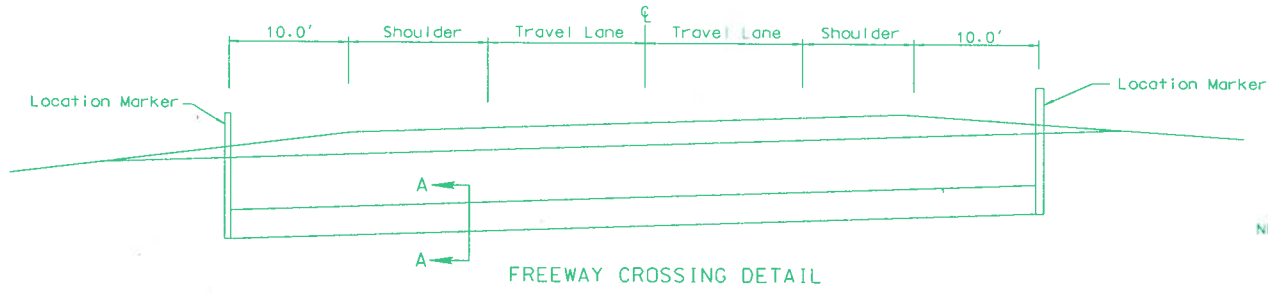 ℄
10.0' Shoulder Travel Lane Travel Lane Shoulder 10.0'
Location Marker
Location Marker
A
A
FREEWAY CROSSING DETAIL